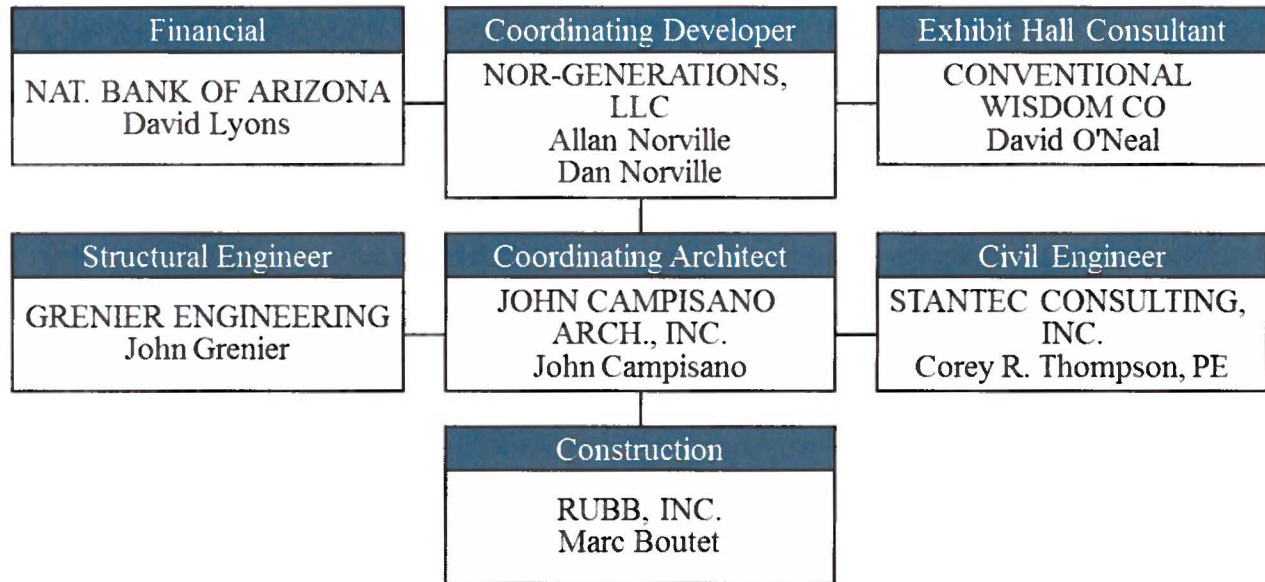 Financial
NAT. BANK OF ARIZONA
David Lyons
Coordinating Developer
NOR-GENERATIONS,
LLC
Allan Norville
Dan Norville
Exhibit Hall Consultant
CONVENTIONAL
WISDOM CO
David O'Neal
Structural Engineer
GRENIER ENGINEERING
John Grenier
Coordinating Architect
JOHN CAMPISANO
ARCH., INC.
John Campisano
Civil Engineer
STANTEC CONSULTING,
INC.
Corey R. Thompson, PE
Construction
RUBB, INC.
Marc Boutet